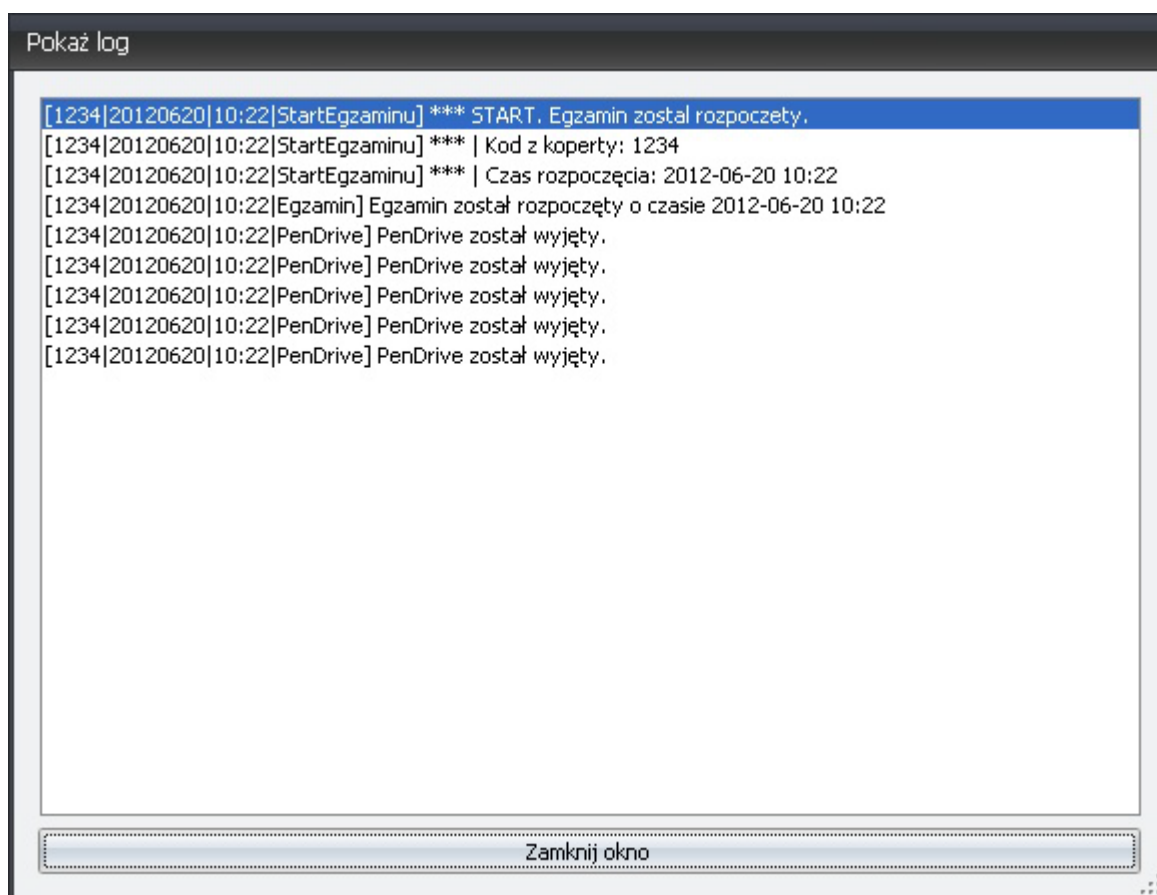 Pokaż log
[1234|20120620|10:22|StartEgzaminu] *** START. Egzamin zostal rozpoczety.
[1234|20120620|10:22|StartEgzaminu] *** | Kod z koperty: 1234
[1234|20120620|10:22|StartEgzaminu] *** | Czas rozpoczęcia: 2012-06-20 10:22
[1234|20120620|10:22|Egzamin] Egzamin został rozpoczęty o czasie 2012-06-20 10:22
[1234|20120620|10:22|PenDrive] PenDrive został wyjęty.
[1234|20120620|10:22|PenDrive] PenDrive został wyjęty.
[1234|20120620|10:22|PenDrive] PenDrive został wyjęty.
[1234|20120620|10:22|PenDrive] PenDrive został wyjęty.
[1234|20120620|10:22|PenDrive] PenDrive został wyjęty.
Zamknij okno